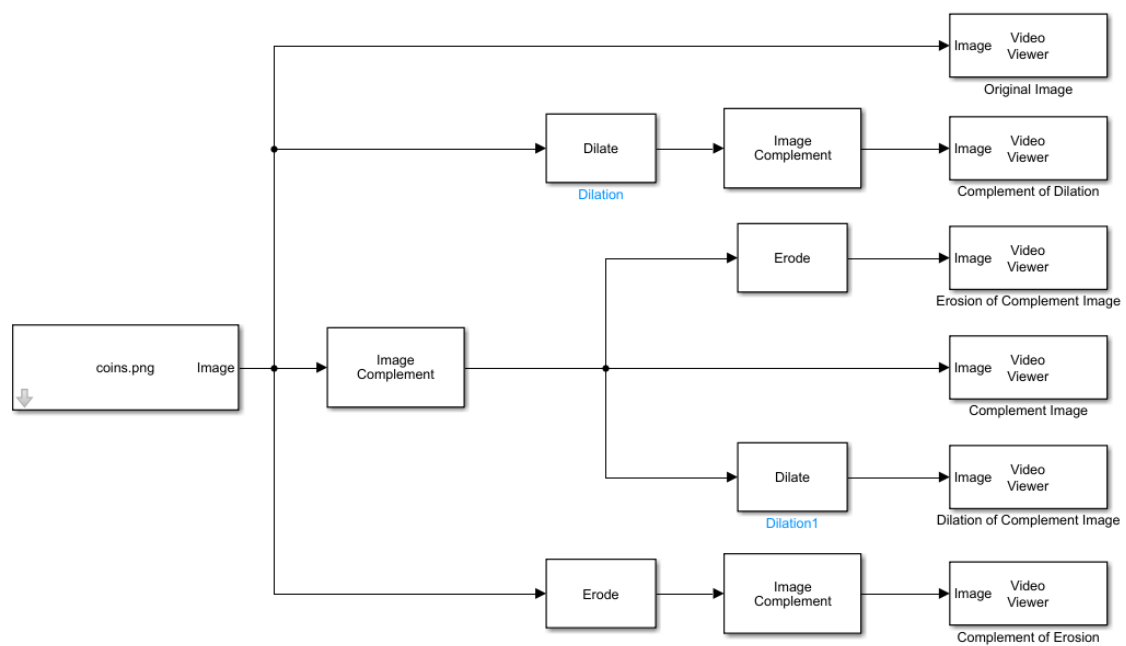 Image
Video
Viewer
Original Image
Dilate
Dilation
Image
Complement
Image
Video
Viewer
Complement of Dilation
Erode
Image
Video
Viewer
Erosion of Complement Image
coins.png
Image
Image
Complement
Image
Video
Viewer
Complement Image
Dilate
Dilation1
Image
Video
Viewer
Dilation of Complement Image
Erode
Image
Complement
Image
Video
Viewer
Complement of Erosion